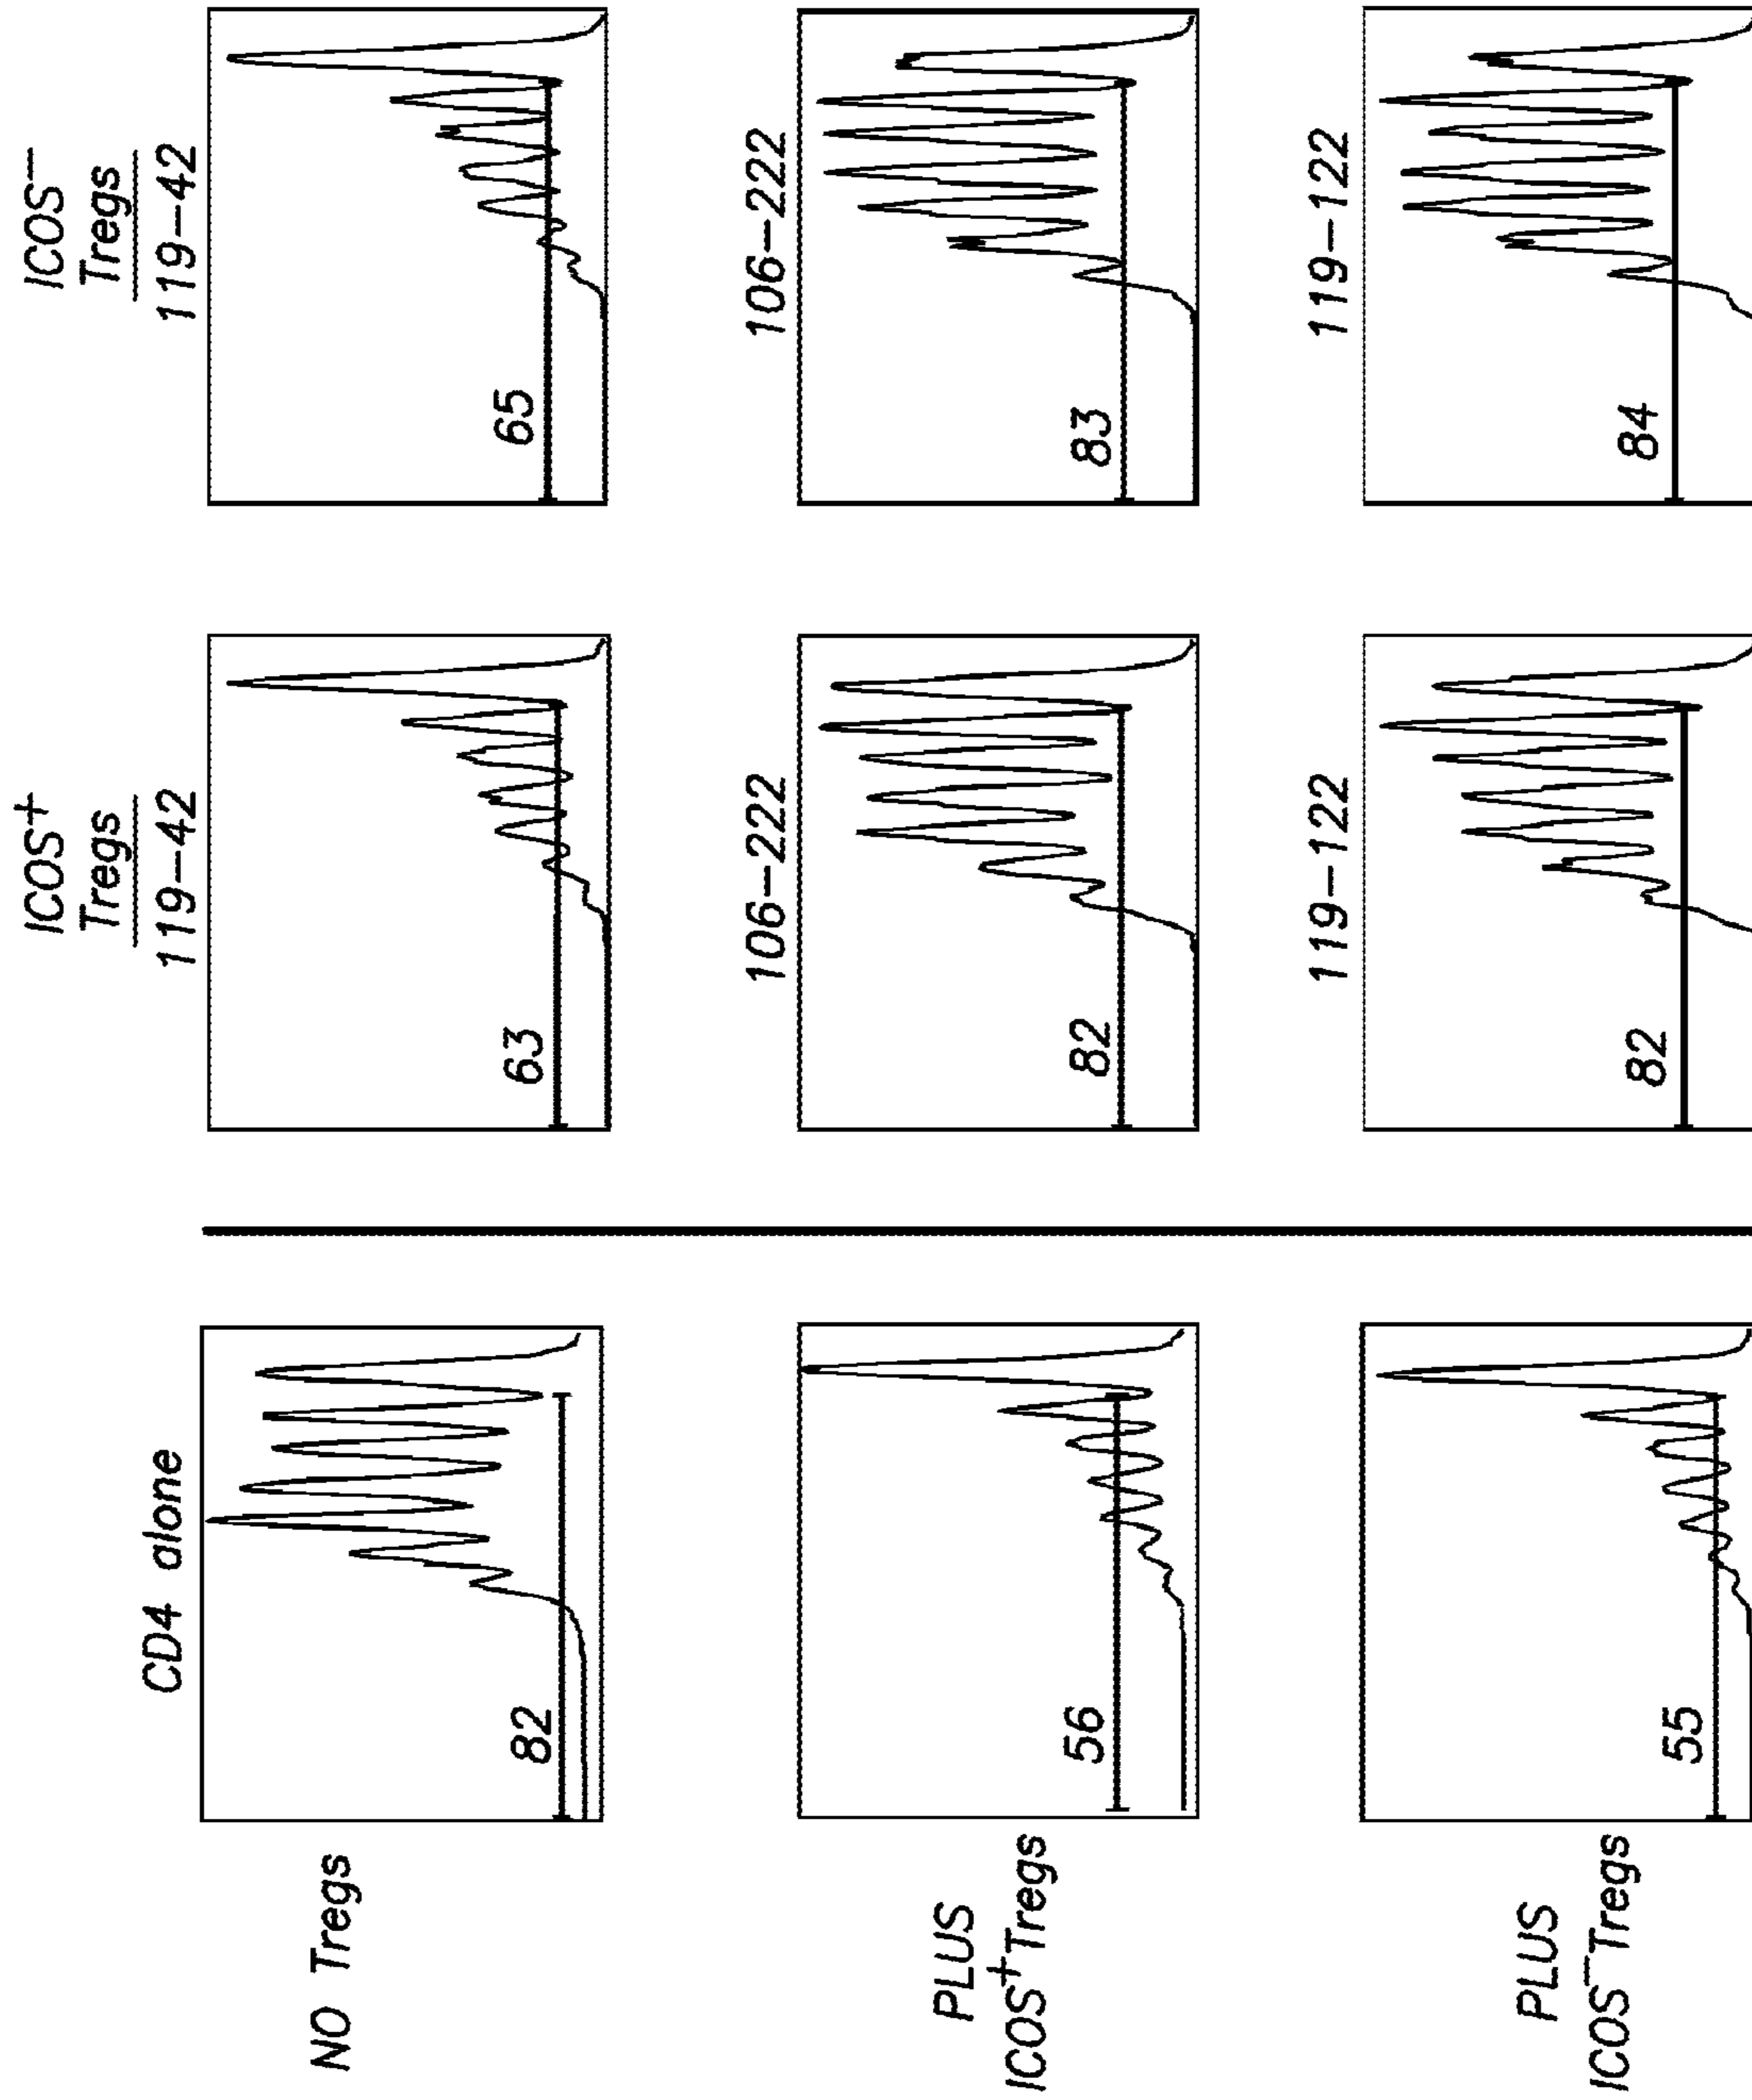 ICOS⁺ ICOS⁻
Tregs Tregs
CD4 alone 119–42 119–42
NO Tregs
82 63 65
106–222 106–222
PLUS
ICOS⁺Tregs
56 82 83
119–122 119–122
PLUS
ICOS⁻Tregs
55 82 84